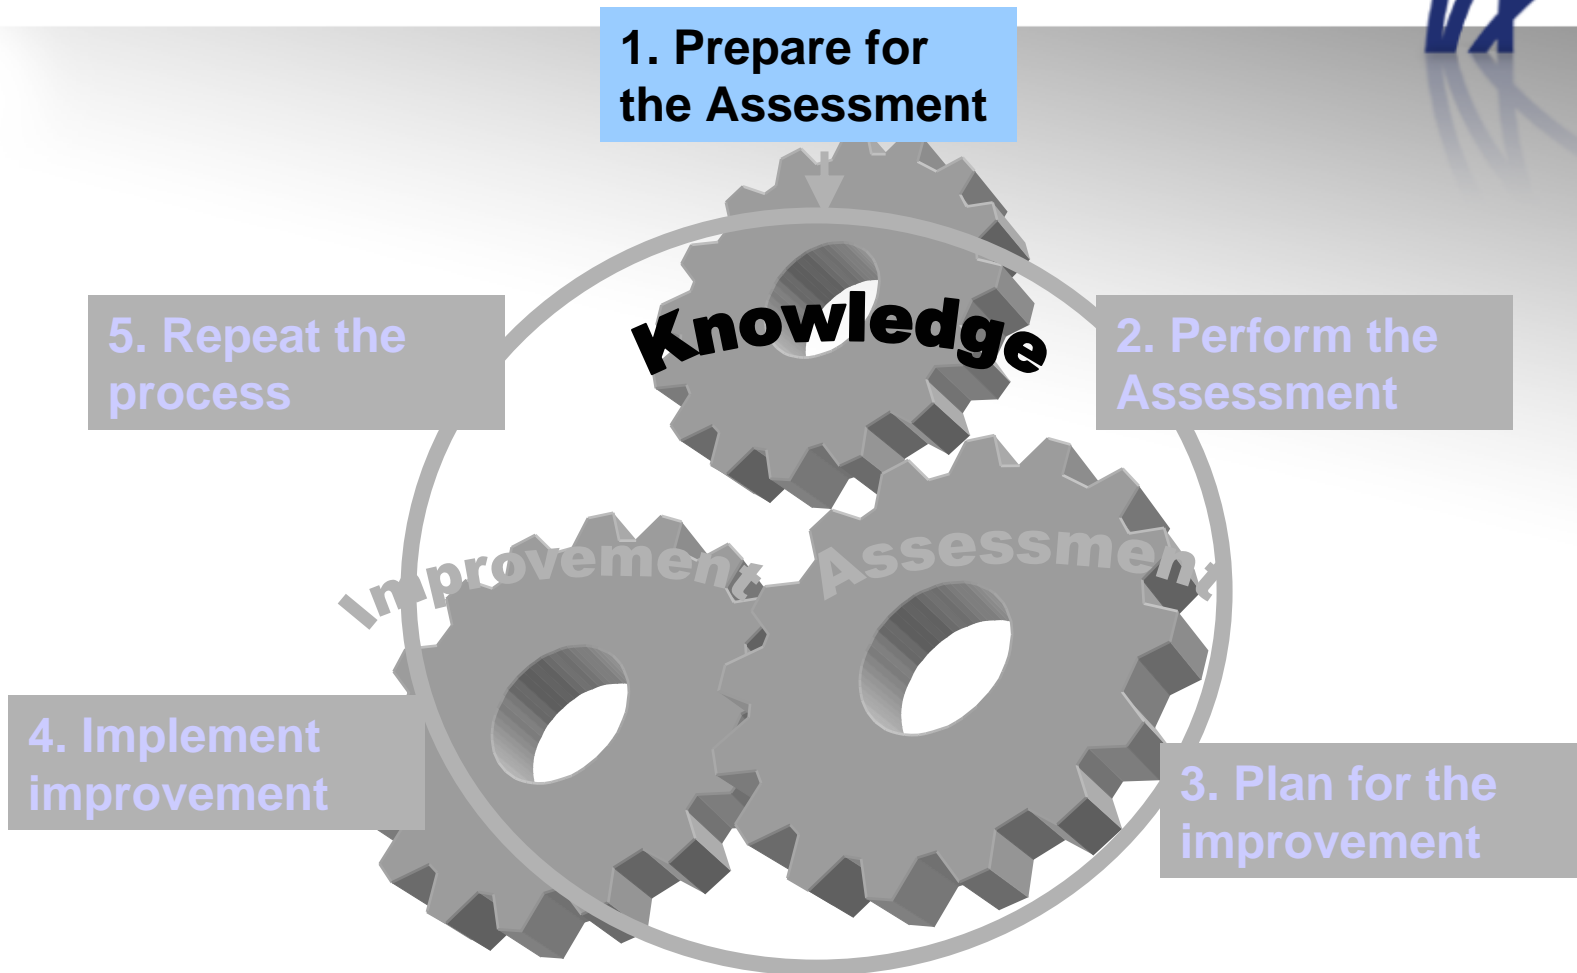 1. Prepare for
the Assessment
Knowledge
5. Repeat the
process
2. Perform the
Assessment
Improvement
Assessment
4. Implement
improvement
3. Plan for the
improvement